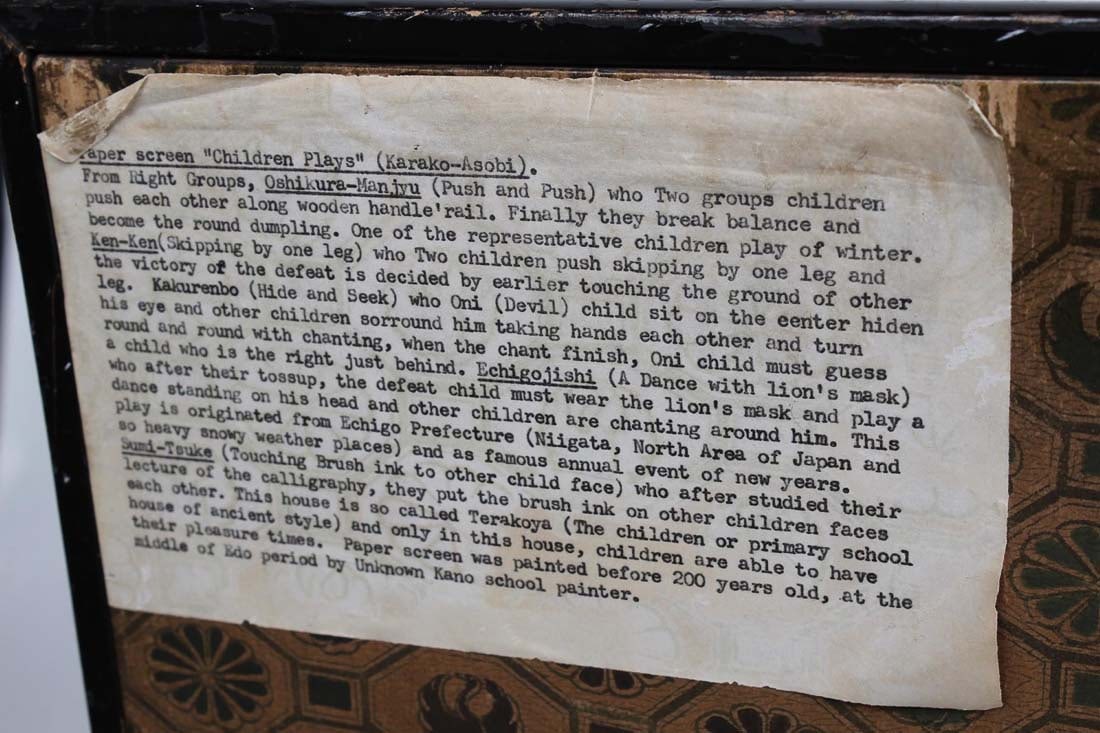 Paper screen "Children Plays" (Karako-Asobi).
From Right Groups, Oshikura-Manjyu (Push and Push) who Two groups children
push each other along wooden handle'rail. Finally they break balance and
become the round dumpling. One of the representative children play of winter.
Ken-Ken(Skipping by one leg) who Two children push skipping by one leg and
the victory of the defeat is decided by earlier touching the ground of other
leg. Kakurenbo (Hide and Seek) who Oni (Devil) child sit on the eenter hiden
his eye and other children sorround him taking hands each other and turn
round and round with chanting, when the chant finish, Oni child must guess
a child who is the right just behind. Echigojishi (A Dance with lion's mask)
who after their tossup, the defeat child must wear the lion's mask and play a
dance standing on his head and other children are chanting around him. This
play is originated from Echigo Prefecture (Niigata, North Area of Japan and
so heavy snowy weather places) and as famous annual event of new years.
Sumi-Tsuke (Touching Brush ink to other child face) who after studied their
lecture of the calligraphy, they put the brush ink on other children faces
each other. This house is so called Terakoya (The children or primary school
house of ancient style) and only in this house, children are able to have
their pleasure times. Paper screen was painted before 200 years old, at the
middle of Edo period by Unknown Kano school painter.